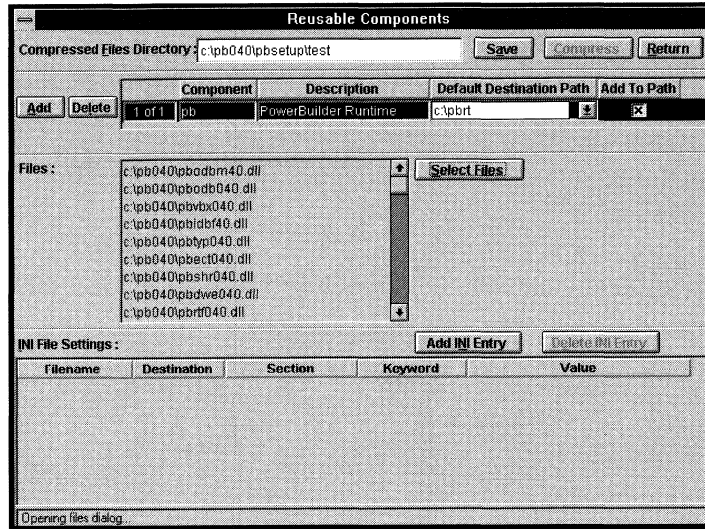 Reusable Components
Compressed Files Directory: c:\pb040\pbsetup\test Save Compress Return
Component Description Default Destination Path Add To Path
Add Delete 1 of 1 pb PowerBuilder Runtime c:\pbrt
Files : Select Files
c:\pb040\pbodbm40.dll
c:\pb040\pbodb040.dll
c:\pb040\pbvbx040.dll
c:\pb040\pbidbf40.dll
c:\pb040\pbtyp040.dll
c:\pb040\pbect040.dll
c:\pb040\pbshr040.dll
c:\pb040\pbdwe040.dll
c:\pb040\pbrtf040.dll
INI File Settings : Add INI Entry Delete INI Entry
Filename Destination Section Keyword Value
Opening files dialog...